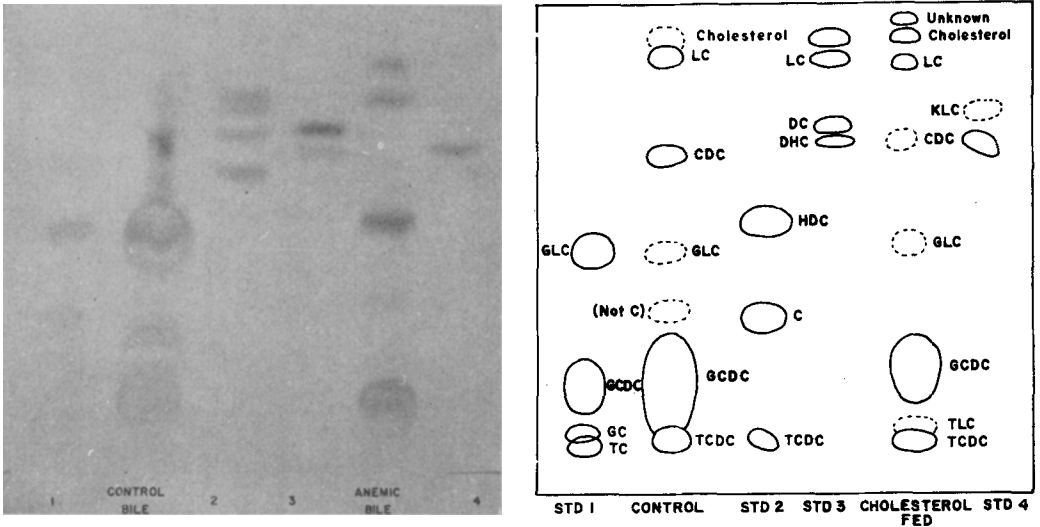 1 CONTROL BILE 2 3 ANEMIC BILE 4
Unknown
Cholesterol Cholesterol
LC LC LC
KLC
DC
DHC CDC
CDC
HDC
GLC GLC GLC
(Not C) C
GCDC GCDC GCDC
GC TLC
TC TCDC TCDC TCDC
STD 1 CONTROL STD 2 STD 3 CHOLESTEROL FED STD 4